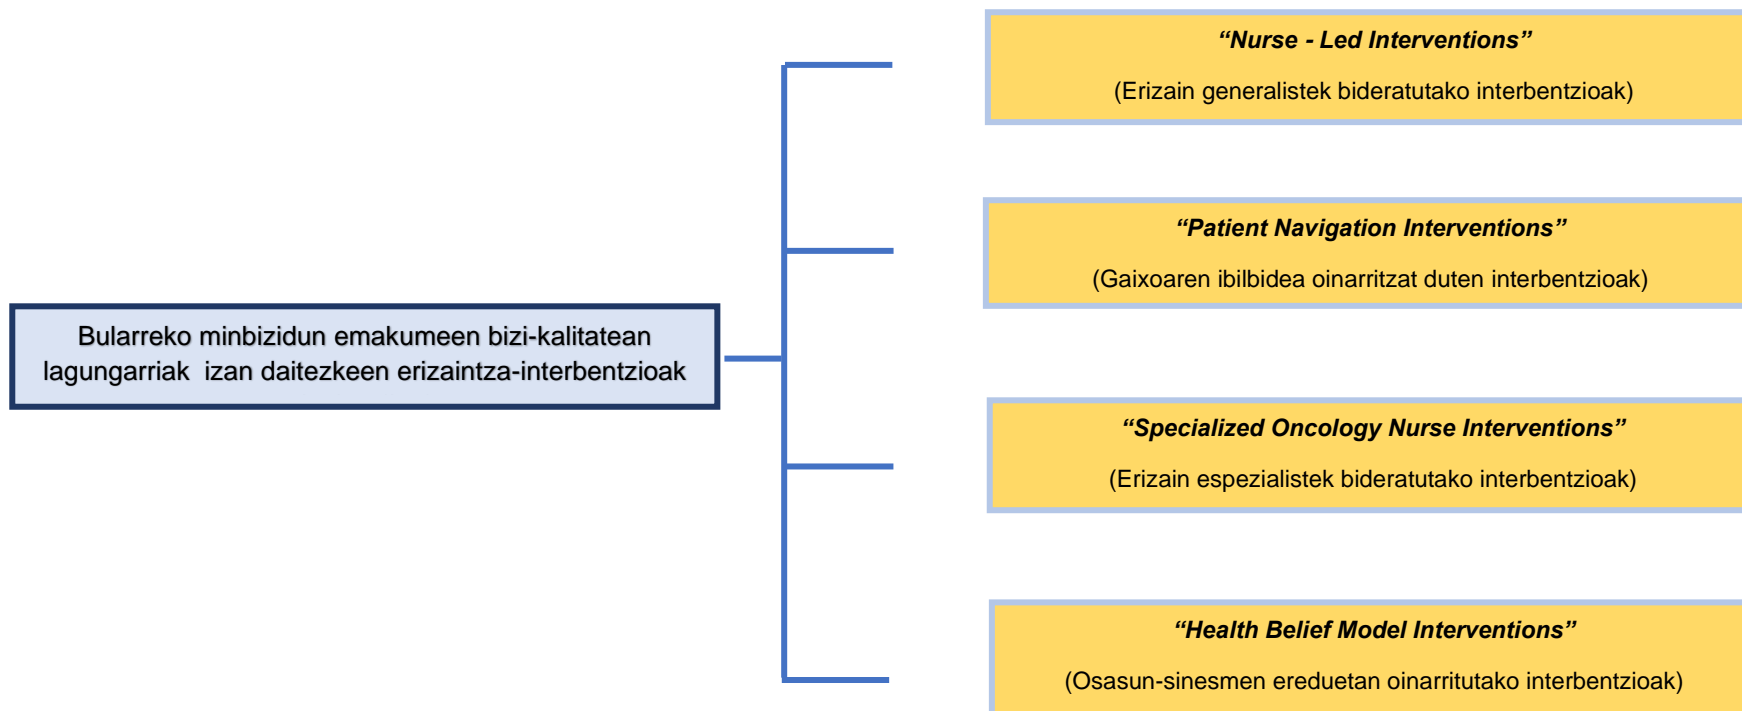 “Nurse - Led Interventions”
(Erizain generalistek bideratutako interbentzioak)
“Patient Navigation Interventions”
(Gaixoaren ibilbidea oinarritzat duten interbentzioak)
Bularreko minbizidun emakumeen bizi-kalitatean
lagungarriak izan daitezkeen erizaintza-interbentzioak
“Specialized Oncology Nurse Interventions”
(Erizain espezialistek bideratutako interbentzioak)
“Health Belief Model Interventions”
(Osasun-sinesmen ereduetan oinarritutako interbentzioak)